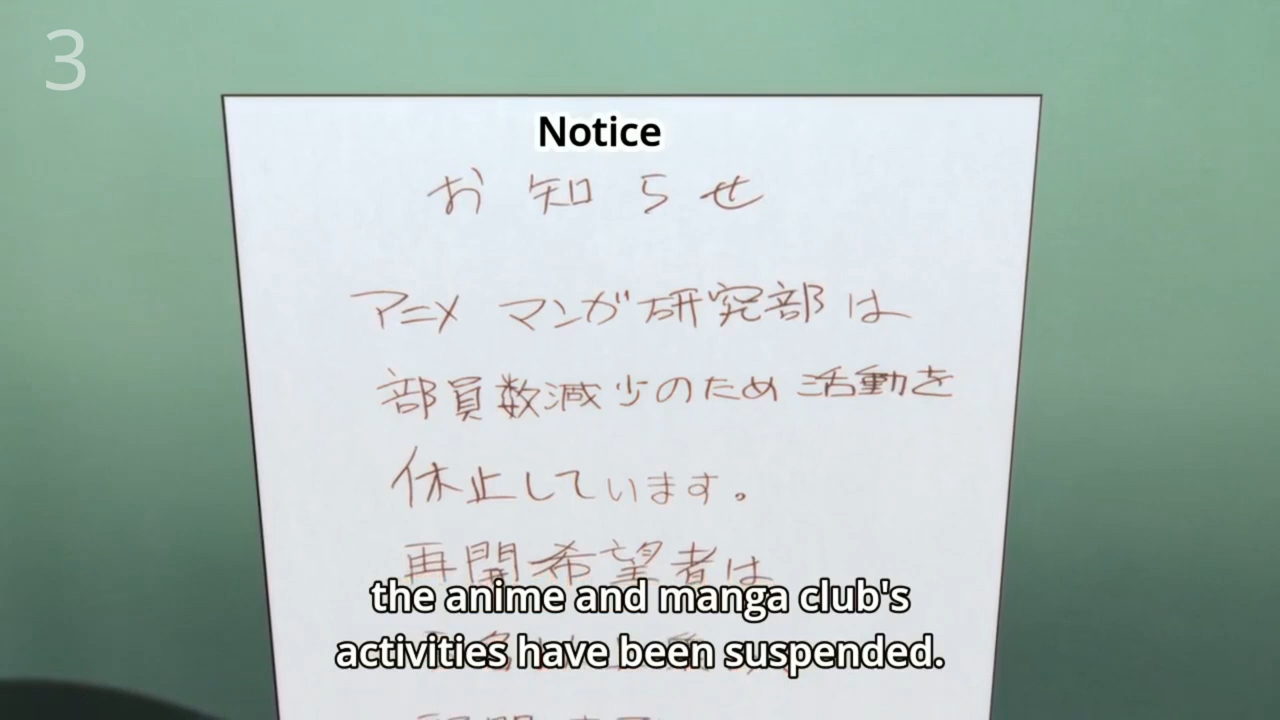 3
Notice
お知らせ
アニメ マンガ研究部は
部員数減少のため 活動を
休止しています。
再開希望者は
the anime and manga club's
activities have been suspended.